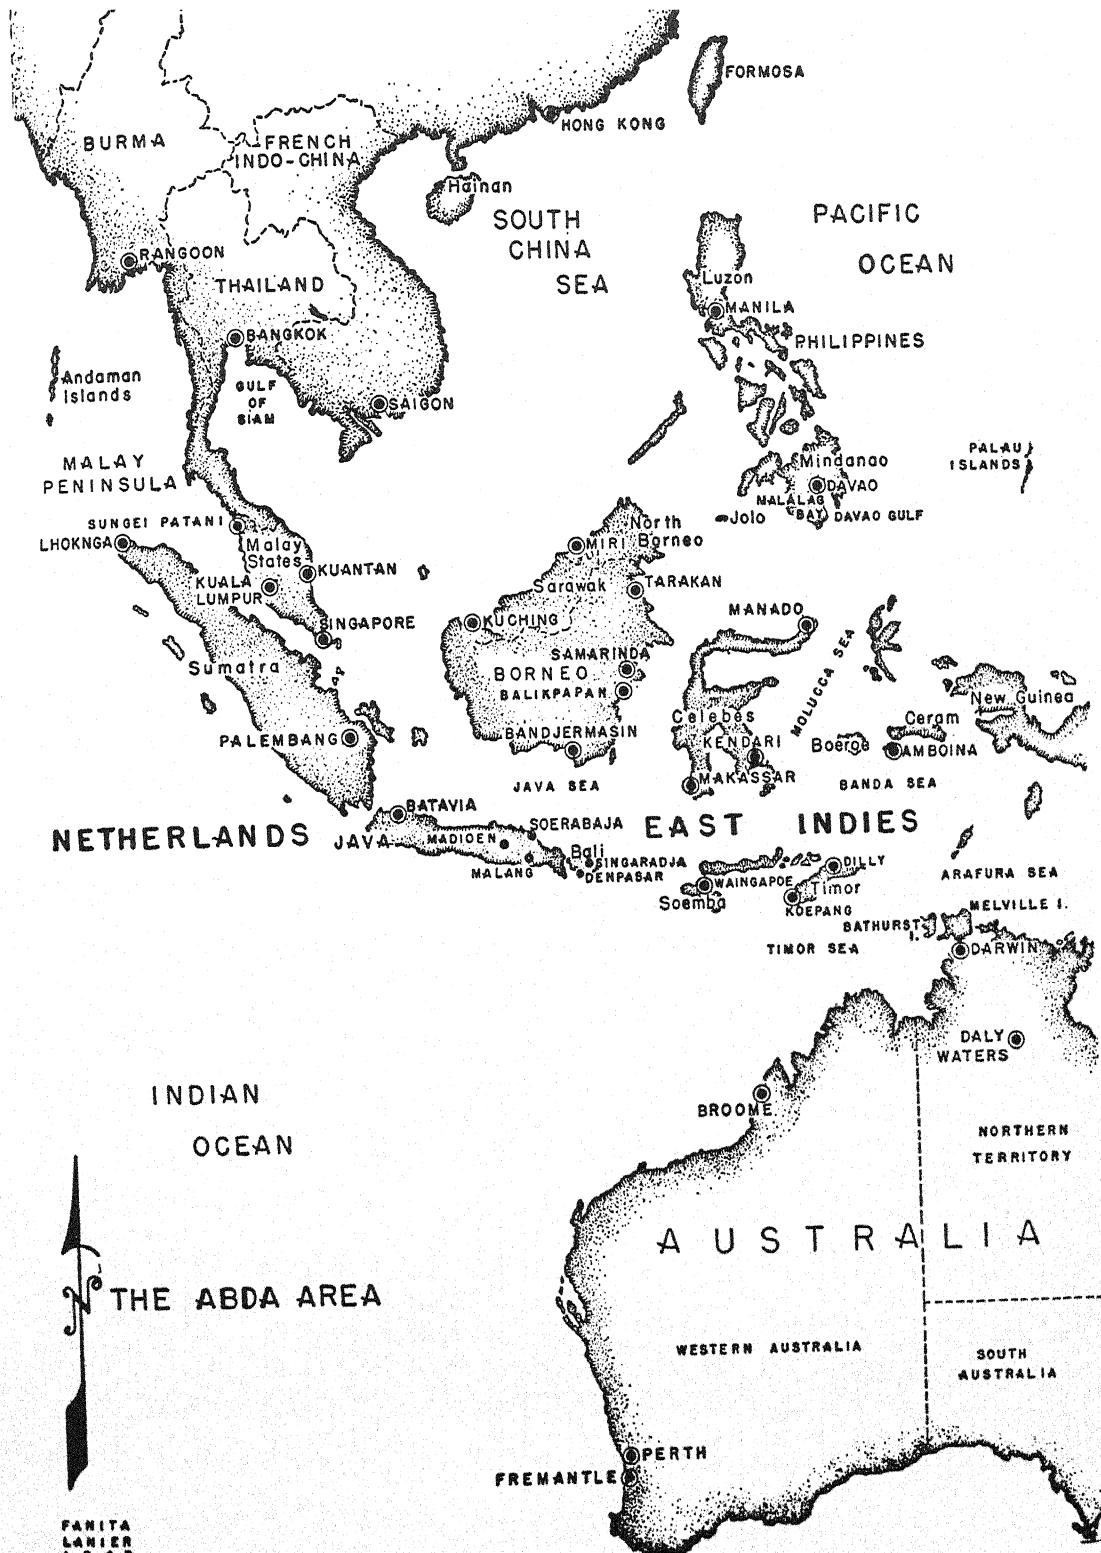 FORMOSA
HONG KONG
BURMA
FRENCH
INDO-CHINA
Hainan
SOUTH
CHINA
SEA
PACIFIC
OCEAN
RANGOON
THAILAND
Luzon
MANILA
BANGKOK
PHILIPPINES
Andaman
Islands
GULF
OF
SIAM
SAIGON
MALAY
PENINSULA
PALAU
ISLANDS
Mindanao
DAVAO
MALALAG
BAY
DAVAO GULF
Jolo
SUNGEI PATANI
LHOKNGA
Malay
States
KUANTAN
KUALA
LUMPUR
SINGAPORE
North
Borneo
MIRI
Sarawak
TARAKAN
KUCHING
MANADO
SAMARINDA
BORNEO
BALIKPAPAN
MOLUCCA SEA
Sumatra
New Guinea
Celebes
Ceram
PALEMBANG
BANDJERMASIN
KENDARI
Boeroe
AMBOINA
MAKASSAR
JAVA SEA
BANDA SEA
BATAVIA
SOERABAJA
NETHERLANDS
EAST INDIES
JAVA
MADIOEN
MALANG
Bali
SINGARADJA
DENPASAR
WAINGAPOE
Soemba
DILLY
Timor
KOEPANG
ARAFURA SEA
MELVILLE I.
BATHURST
I.
TIMOR SEA
DARWIN
DALY
WATERS
INDIAN
OCEAN
BROOME
NORTHERN
TERRITORY
AUSTRALIA
N
THE ABDA AREA
WESTERN AUSTRALIA
SOUTH
AUSTRALIA
PERTH
FREMANTLE
FANITA
LANIER